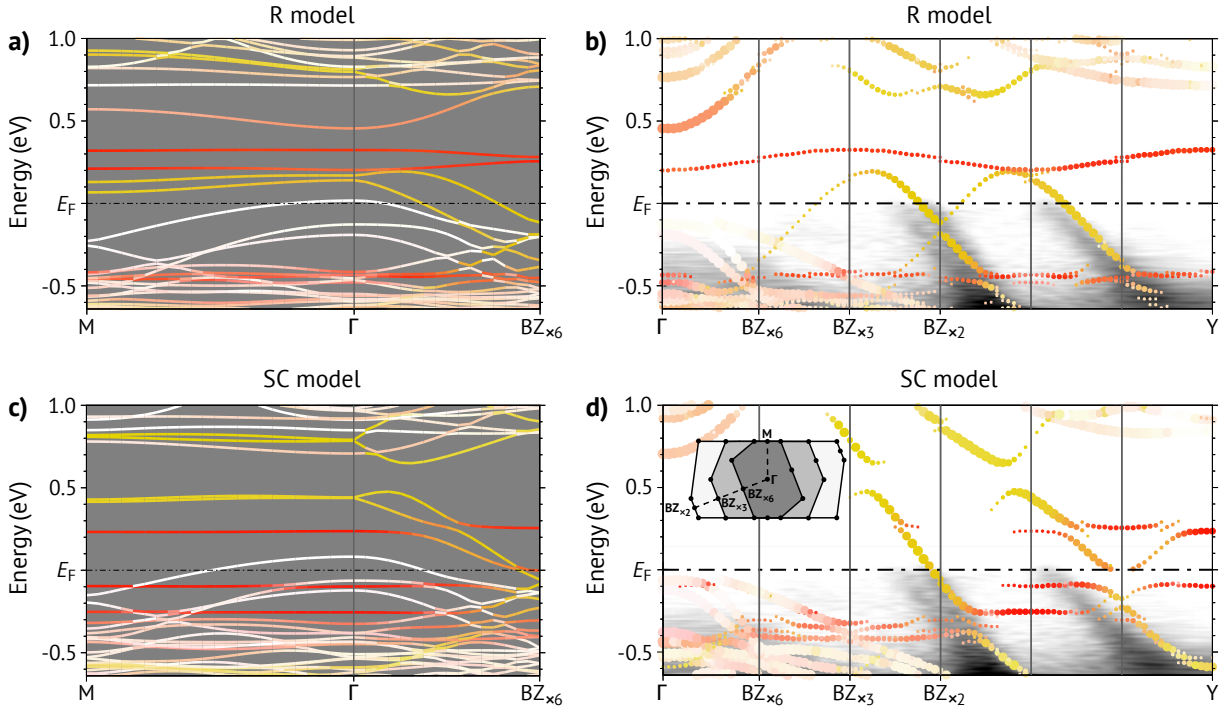 R model
a)
1.0
0.5
E_F
-0.5
Energy (eV)
M
Γ
BZ×6
R model
b)
1.0
0.5
E_F
-0.5
Energy (eV)
Γ
BZ×6
BZ×3
BZ×2
Y
SC model
c)
1.0
0.5
E_F
-0.5
Energy (eV)
M
Γ
BZ×6
SC model
d)
1.0
0.5
E_F
-0.5
Energy (eV)
M
Γ
BZ×6
BZ×3
BZ×2
Γ
BZ×6
BZ×3
BZ×2
Y